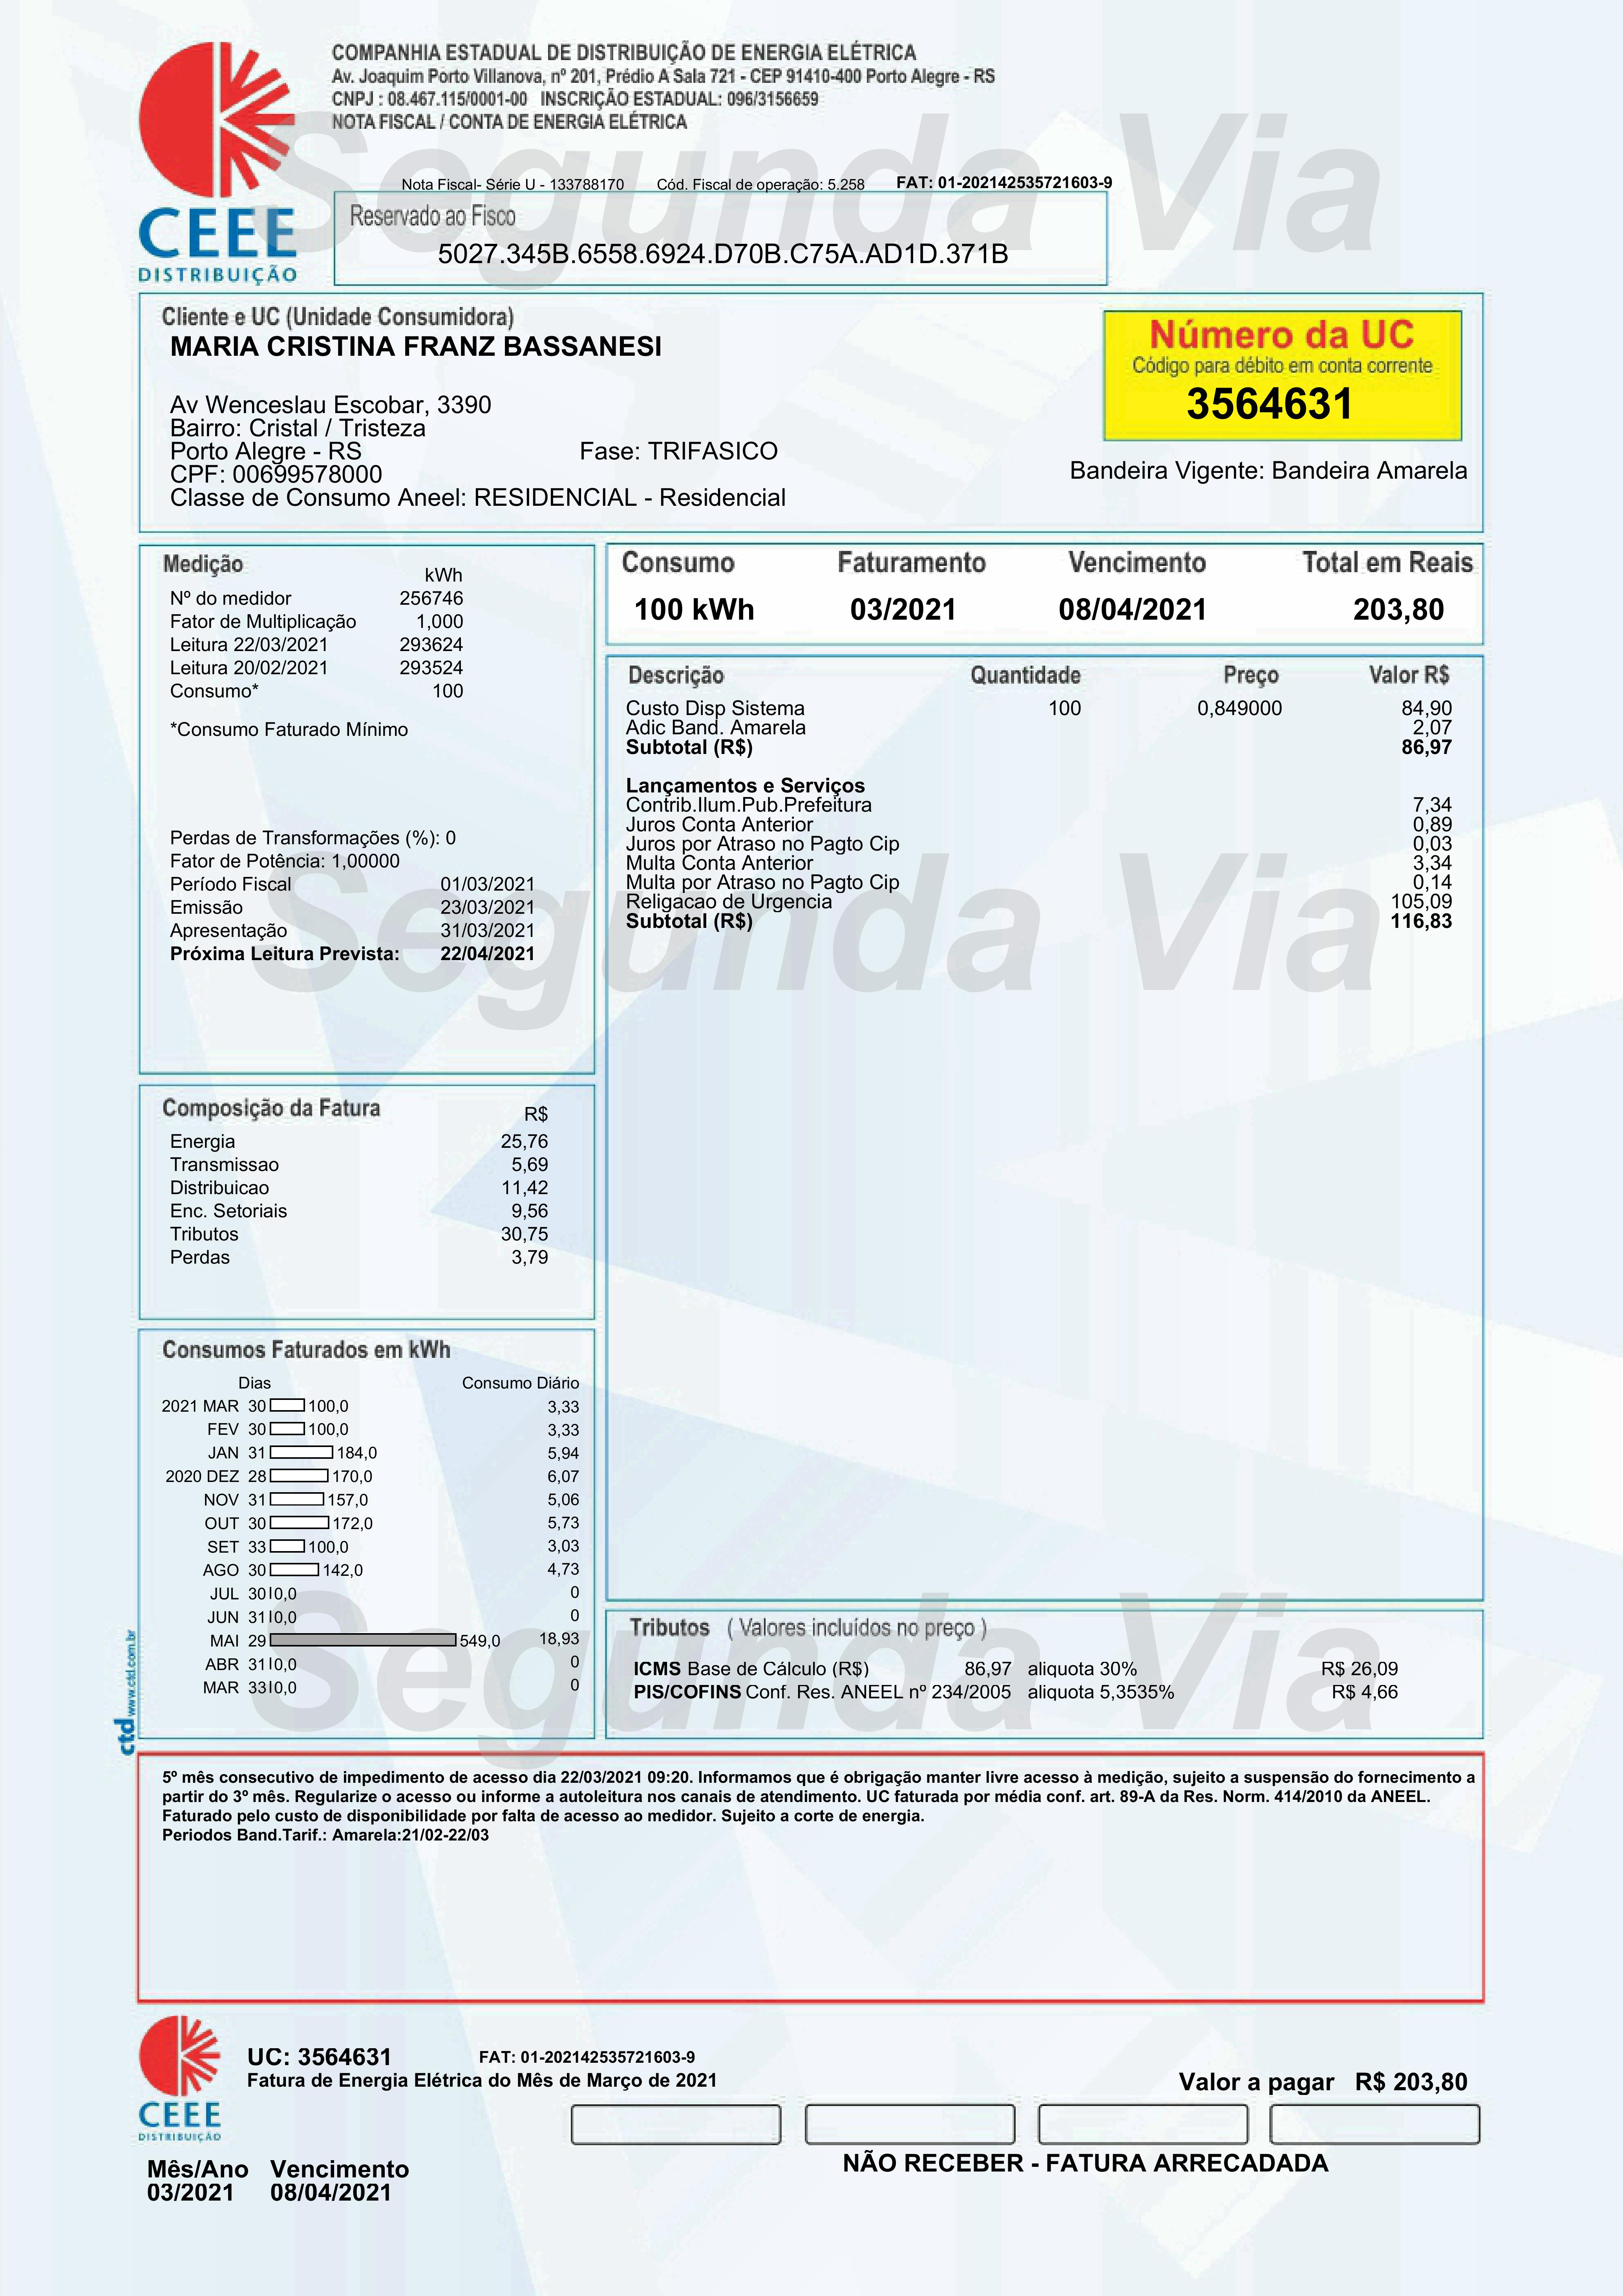 COMPANHIA ESTADUAL DE DISTRIBUIÇÃO DE ENERGIA ELÉTRICA
Av. Joaquim Porto Villanova, nº 201, Prédio A Sala 721 - CEP 91410-400 Porto Alegre - RS
CNPJ : 08.467.115/0001-00 INSCRIÇÃO ESTADUAL: 096/3156659
NOTA FISCAL / CONTA DE ENERGIA ELÉTRICA
Segunda Via
Nota Fiscal- Série U - 133788170 Cód. Fiscal de operação: 5.258 FAT: 01-202142535721603-9
CEEE
DISTRIBUIÇÃO
Reservado ao Fisco
5027.345B.6558.6924.D70B.C75A.AD1D.371B
Cliente e UC (Unidade Consumidora)
MARIA CRISTINA FRANZ BASSANESI
Av Wenceslau Escobar, 3390
Bairro: Cristal / Tristeza
Porto Alegre - RS Fase: TRIFASICO
CPF: 00699578000
Classe de Consumo Aneel: RESIDENCIAL - Residencial
Número da UC
Código para débito em conta corrente
3564631
Bandeira Vigente: Bandeira Amarela
Medição
kWh
Nº do medidor 256746
Fator de Multiplicação 1,000
Leitura 22/03/2021 293624
Leitura 20/02/2021 293524
Consumo* 100
*Consumo Faturado Mínimo
Perdas de Transformações (%): 0
Fator de Potência: 1,00000
Período Fiscal 01/03/2021
Emissão 23/03/2021
Apresentação 31/03/2021
Próxima Leitura Prevista: 22/04/2021
Consumo Faturamento Vencimento Total em Reais
100 kWh 03/2021 08/04/2021 203,80
Descrição Quantidade Preço Valor R$
Custo Disp Sistema 100 0,849000 84,90
Adic Band. Amarela 2,07
Subtotal (R$) 86,97
Lançamentos e Serviços
Contrib.Ilum.Pub.Prefeitura 7,34
Juros Conta Anterior 0,89
Juros por Atraso no Pagto Cip 0,03
Multa Conta Anterior 3,34
Multa por Atraso no Pagto Cip 0,14
Religacao de Urgencia 105,09
Subtotal (R$) 116,83
Segunda Via
Composição da Fatura
R$
Energia 25,76
Transmissao 5,69
Distribuicao 11,42
Enc. Setoriais 9,56
Tributos 30,75
Perdas 3,79
Consumos Faturados em kWh
Dias Consumo Diário
2021 MAR 30 100,0 3,33
FEV 30 100,0 3,33
JAN 31 184,0 5,94
2020 DEZ 28 170,0 6,07
NOV 31 157,0 5,06
OUT 30 172,0 5,73
SET 33 100,0 3,03
AGO 30 142,0 4,73
JUL 30 0,0 0
JUN 31 0,0 0
MAI 29 549,0 18,93
ABR 31 0,0 0
MAR 33 0,0 0
Segunda Via
Tributos ( Valores incluídos no preço )
ICMS Base de Cálculo (R$) 86,97 aliquota 30% R$ 26,09
PIS/COFINS Conf. Res. ANEEL nº 234/2005 aliquota 5,3535% R$ 4,66
ctd www.ctd.com.br
5º mês consecutivo de impedimento de acesso dia 22/03/2021 09:20. Informamos que é obrigação manter livre acesso à medição, sujeito a suspensão do fornecimento a
partir do 3º mês. Regularize o acesso ou informe a autoleitura nos canais de atendimento. UC faturada por média conf. art. 89-A da Res. Norm. 414/2010 da ANEEL.
Faturado pelo custo de disponibilidade por falta de acesso ao medidor. Sujeito a corte de energia.
Periodos Band.Tarif.: Amarela:21/02-22/03
CEEE
DISTRIBUIÇÃO
UC: 3564631 FAT: 01-202142535721603-9
Fatura de Energia Elétrica do Mês de Março de 2021
Valor a pagar R$ 203,80
NÃO RECEBER - FATURA ARRECADADA
Mês/Ano Vencimento
03/2021 08/04/2021